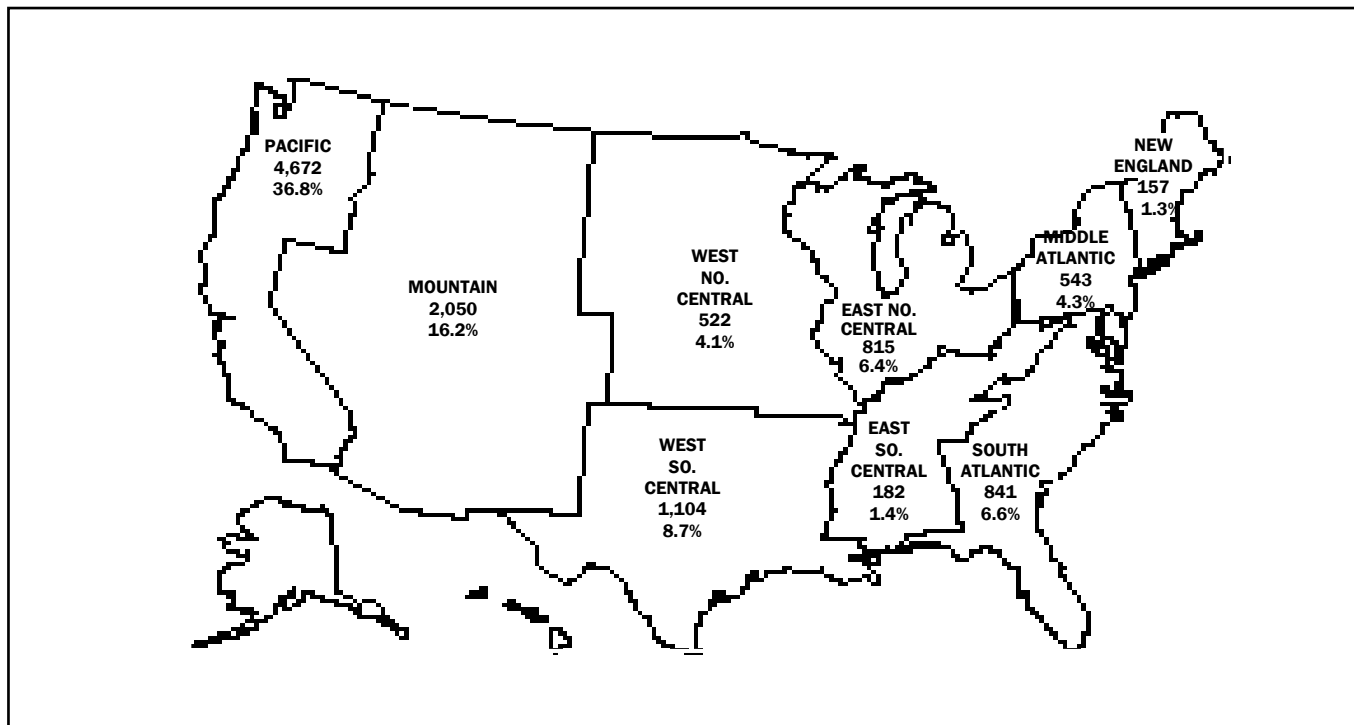 PACIFIC
4,672
36.8%
MOUNTAIN
2,050
16.2%
WEST
NO.
CENTRAL
522
4.1%
WEST
SO.
CENTRAL
1,104
8.7%
EAST NO.
CENTRAL
815
6.4%
EAST
SO.
CENTRAL
182
1.4%
SOUTH
ATLANTIC
841
6.6%
MIDDLE
ATLANTIC
543
4.3%
NEW
ENGLAND
157
1.3%